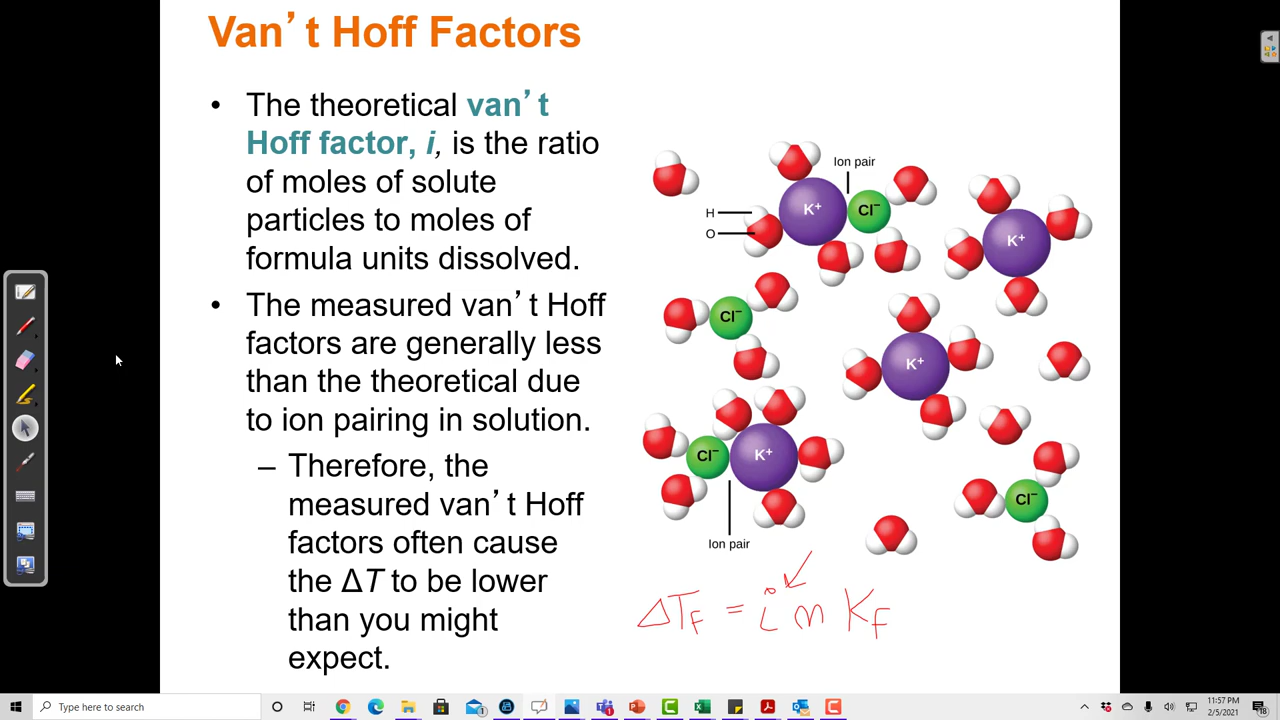 Van't Hoff Factors
• The theoretical van't
Hoff factor, i, is the ratio
of moles of solute
particles to moles of
formula units dissolved.
• The measured van't Hoff
factors are generally less
than the theoretical due
to ion pairing in solution.
– Therefore, the
measured van't Hoff
factors often cause
the ΔT to be lower
than you might
expect.
Ion pair
H
O
K⁺
Cl⁻
K⁺
Cl⁻
K⁺
Cl⁻
K⁺
Cl⁻
Ion pair
ΔTF = i m KF
Type here to search
11:57 PM
2/5/2021
1
18